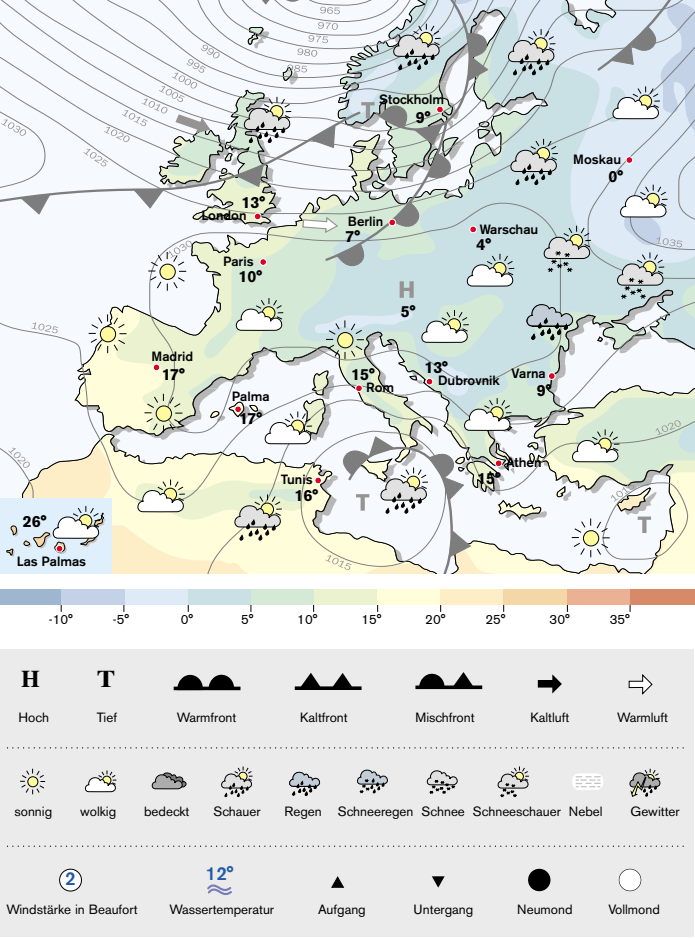 965
970
975
980
985
990
995
1000
1005
1010
1015
1020
1025
1030
T
Stockholm
9°
Moskau
0°
13°
London
Berlin
7°
Warschau
4°
1035
1030
Paris
10°
H
5°
1025
Madrid
17°
15°
Rom
13°
Dubrovnik
Varna
9°
Palma
17°
1020
1020
Athen
15°
Tunis
16°
T
T
26°
Las Palmas
1015
-10° -5° 0° 5° 10° 15° 20° 25° 30° 35°
H T
Hoch Tief Warmfront Kaltfront Mischfront Kaltluft Warmluft
sonnig wolkig bedeckt Schauer Regen Schneeregen Schnee Schneeschauer Nebel Gewitter
2 12°
Windstärke in Beaufort Wassertemperatur Aufgang Untergang Neumond Vollmond